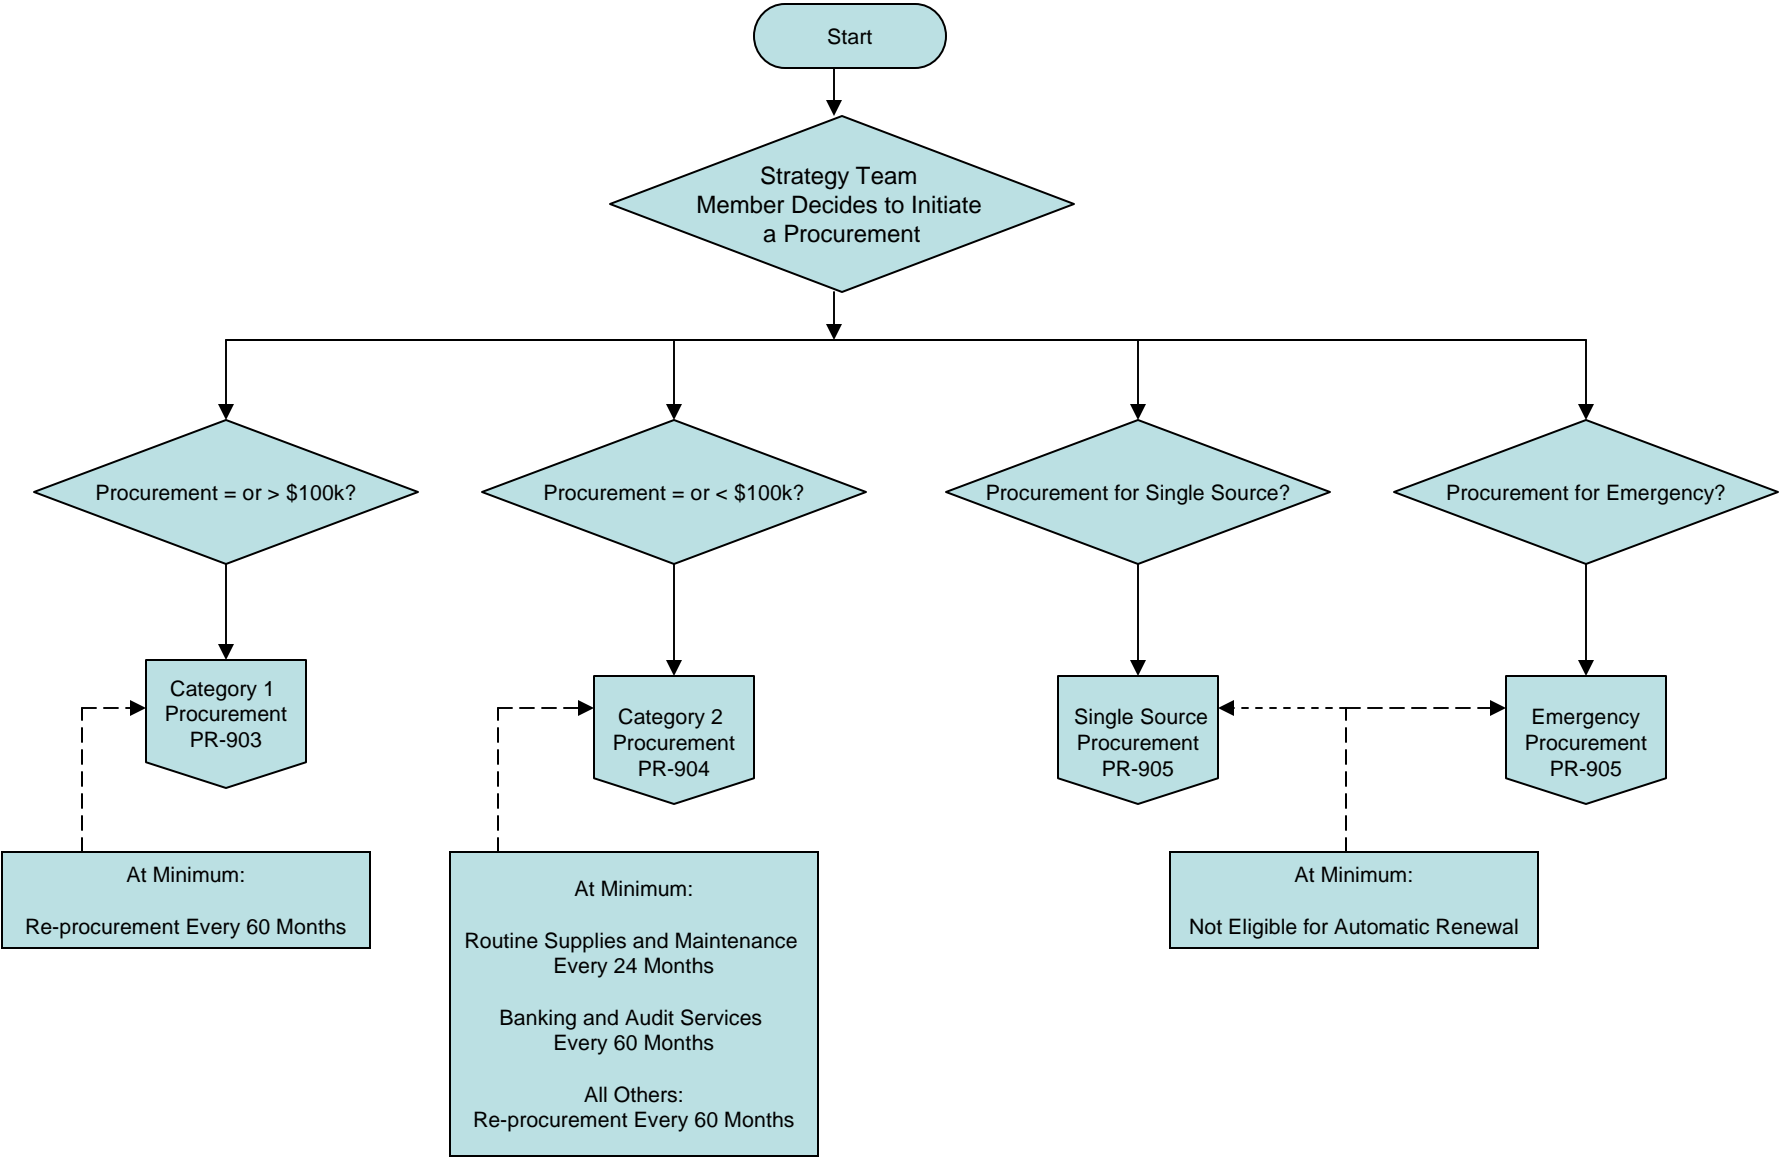 Start
Strategy Team
Member Decides to Initiate
a Procurement
Procurement = or > $100k?
Procurement = or < $100k?
Procurement for Single Source?
Procurement for Emergency?
Category 1
Procurement
PR-903
Category 2
Procurement
PR-904
Single Source
Procurement
PR-905
Emergency
Procurement
PR-905
At Minimum:
Re-procurement Every 60 Months
At Minimum:
Routine Supplies and Maintenance
Every 24 Months
Banking and Audit Services
Every 60 Months
All Others:
Re-procurement Every 60 Months
At Minimum:
Not Eligible for Automatic Renewal